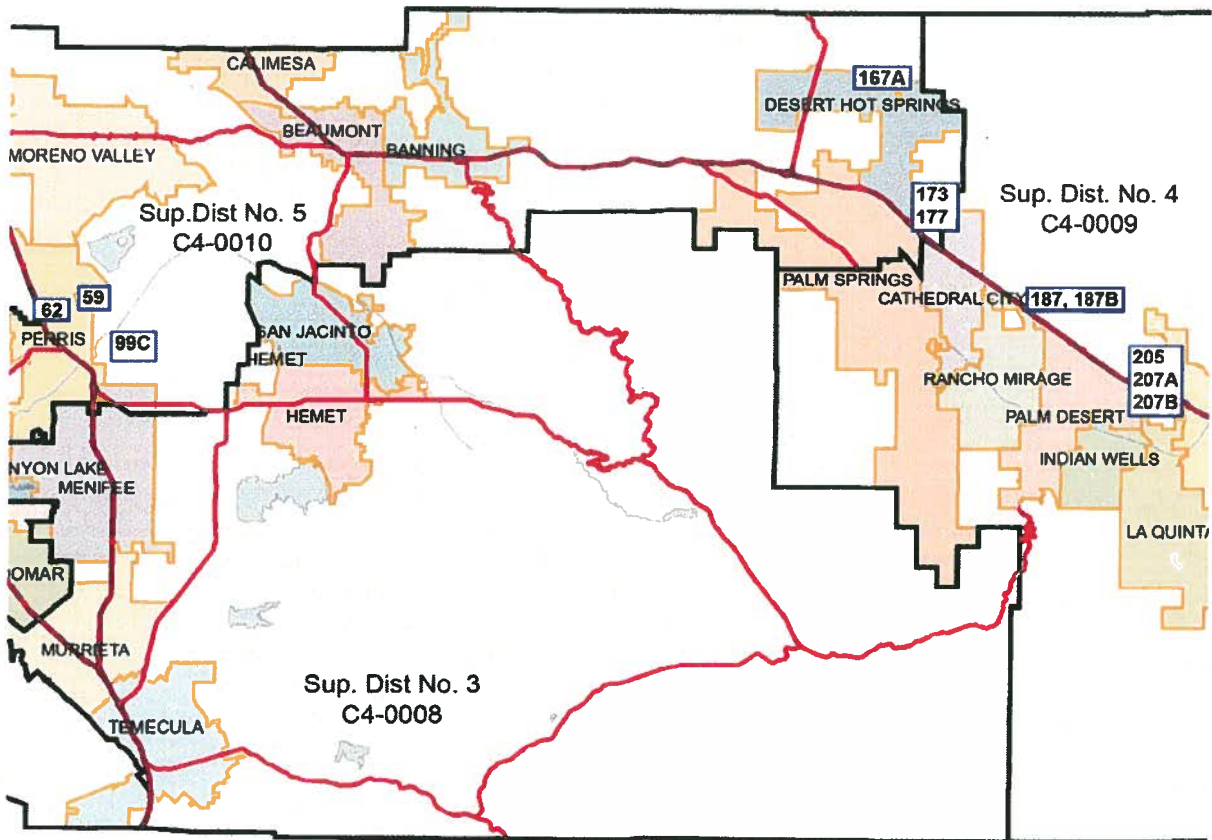 CALIMESA
167A
DESERT HOT SPRINGS
BEAUMONT
BANNING
MORENO VALLEY
Sup.Dist No. 5
C4-0010
173
177
Sup. Dist. No. 4
C4-0009
PALM SPRINGS
CATHEDRAL CITY
187, 187B
62
59
PERRIS
99C
SAN JACINTO
HEMET
HEMET
205
207A
207B
RANCHO MIRAGE
PALM DESERT
INDIAN WELLS
NYON LAKE
MENIFEE
LA QUINTA
DOMAR
MURRIETA
Sup. Dist No. 3
C4-0008
TEMECULA